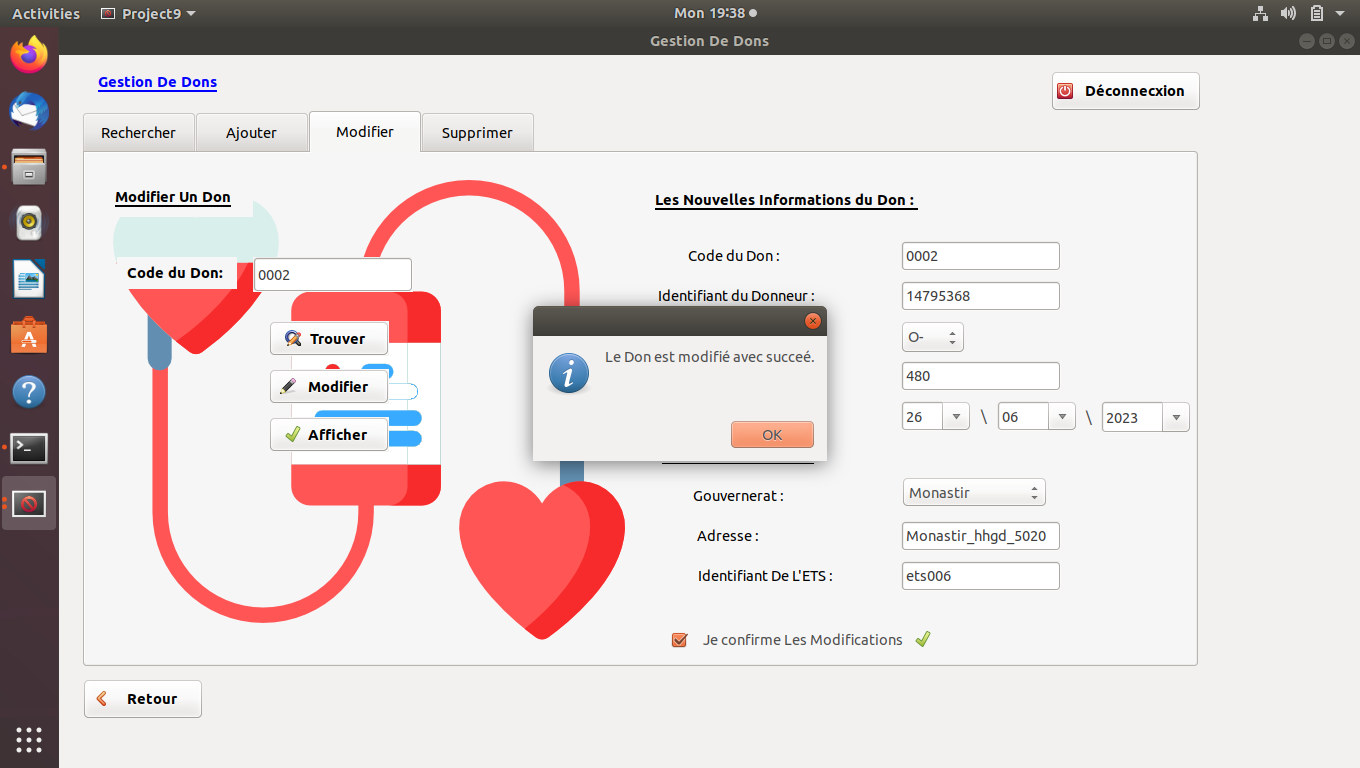 Activities Project9 Mon 19:38
Gestion De Dons
Gestion De Dons
Déconnecxion
Rechercher Ajouter Modifier Supprimer
Modifier Un Don
Code du Don: 0002
Trouver
Modifier
Afficher
Les Nouvelles Informations du Don :
Code du Don : 0002
Identifiant du Donneur : 14795368
O-
480
26 \ 06 \ 2023
Le Don est modifié avec succeé.
OK
Gouvernerat : Monastir
Adresse : Monastir_hhgd_5020
Identifiant De L'ETS : ets006
Je confirme Les Modifications
Retour